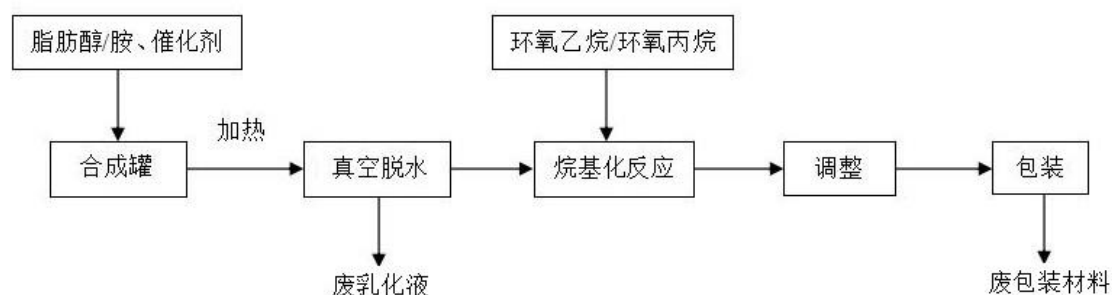 脂肪醇/胺、催化剂
环氧乙烷/环氧丙烷
加热
合成罐
真空脱水
烷基化反应
调整
包装
废乳化液
废包装材料